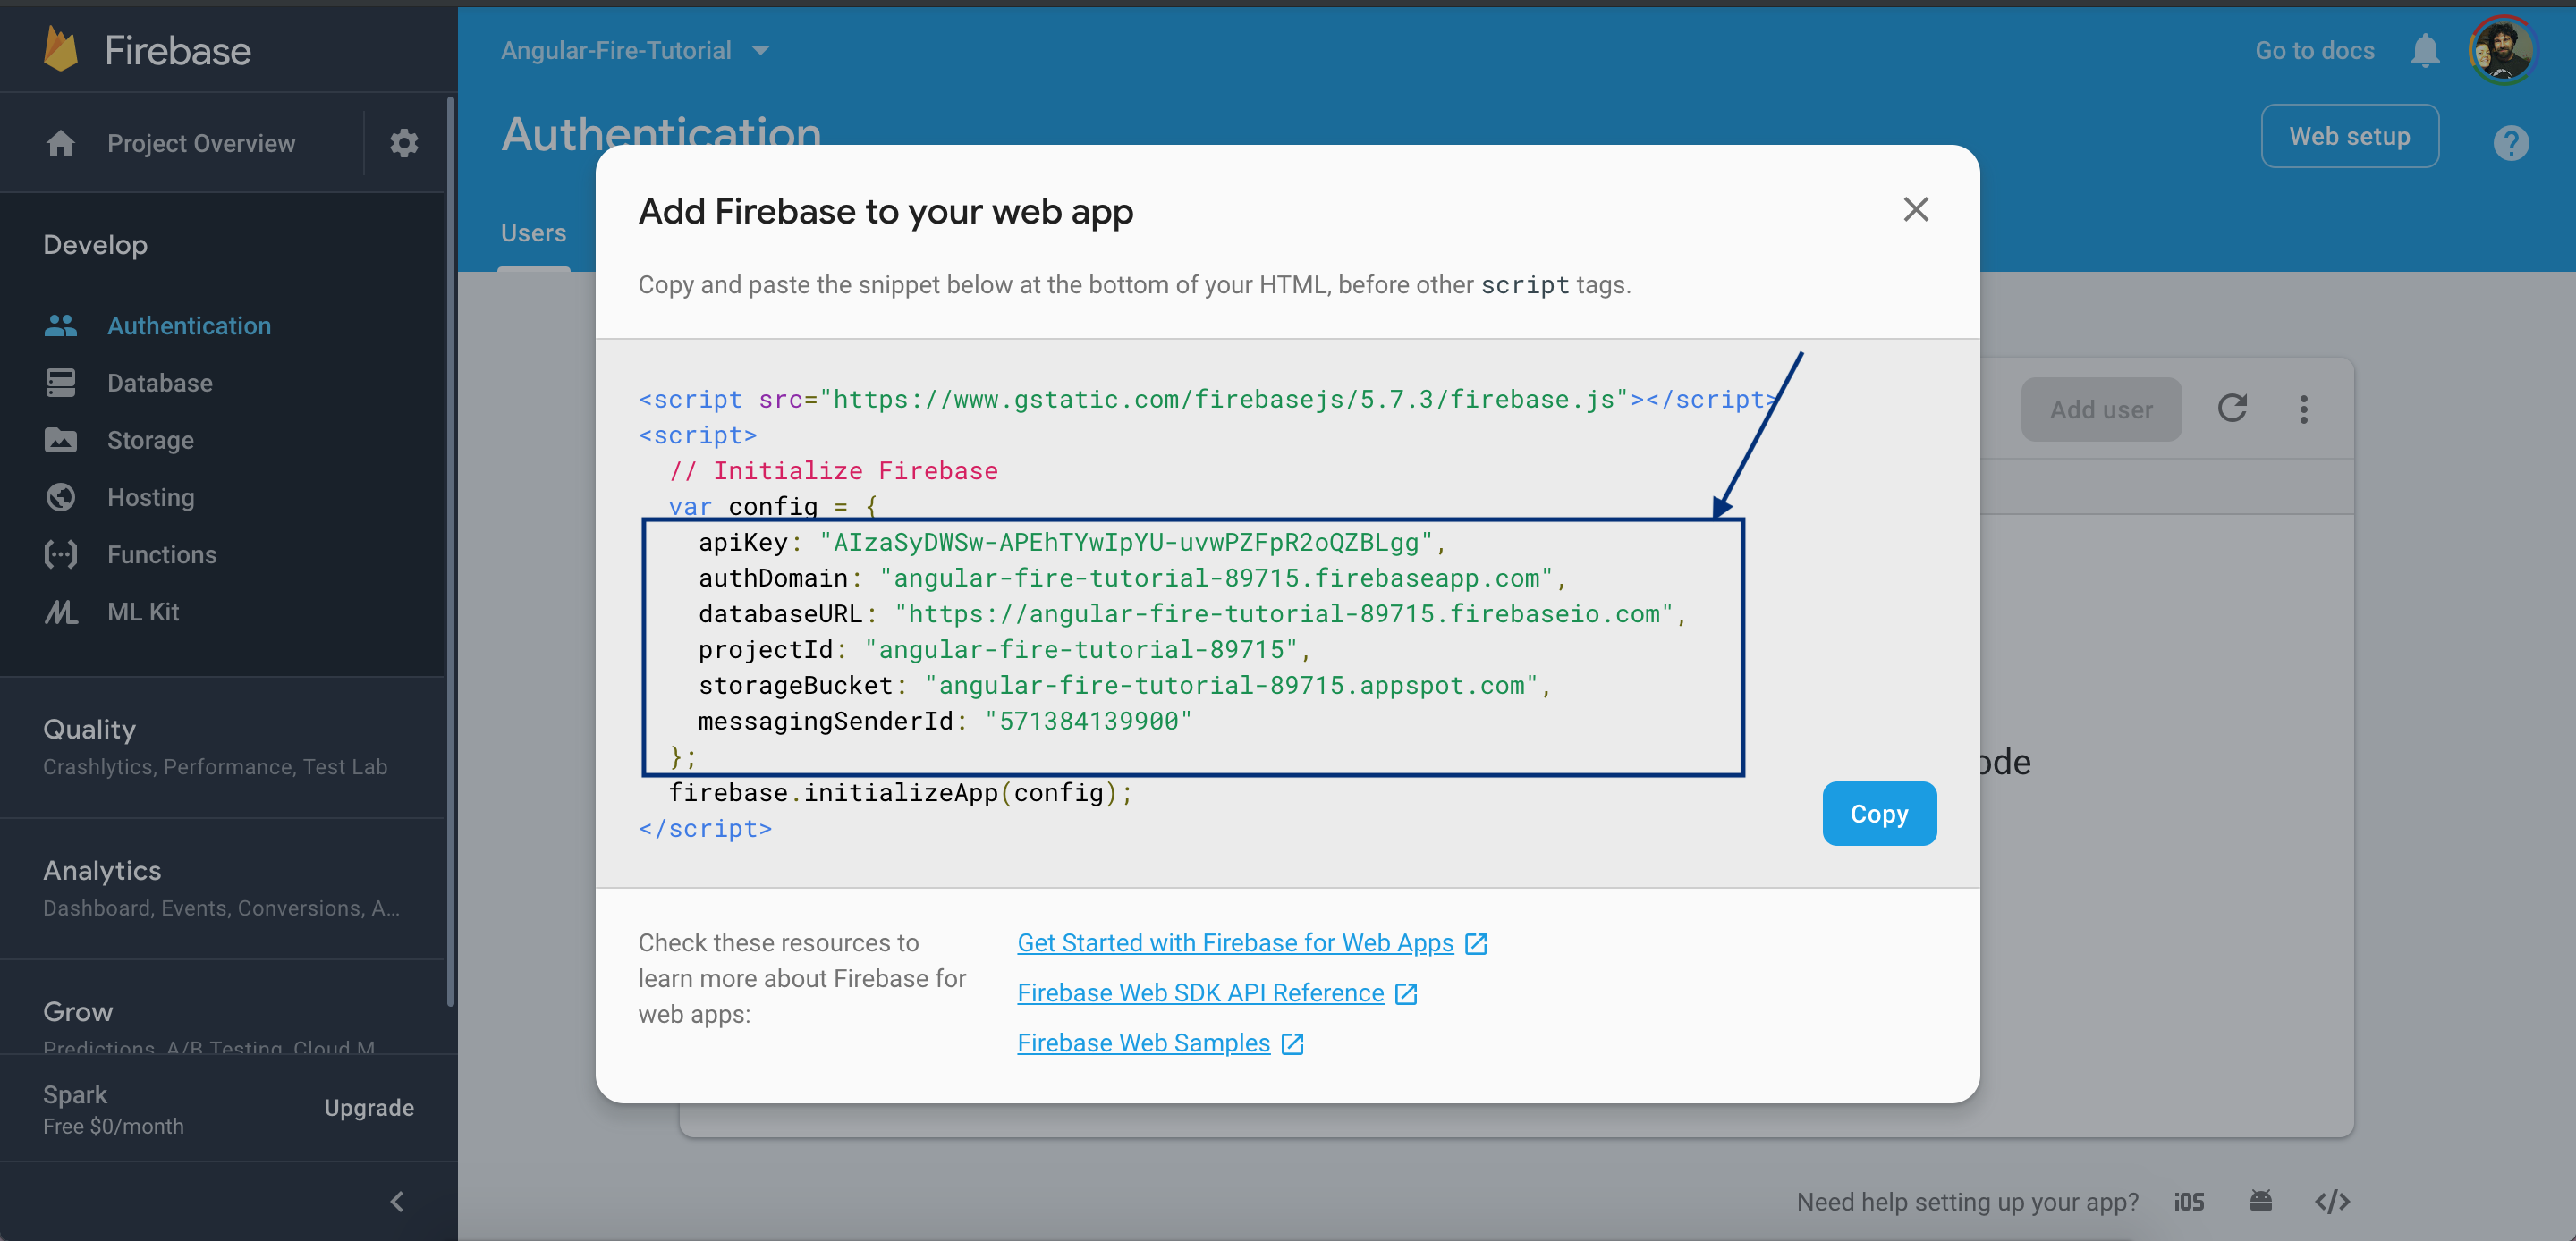 Firebase
Project Overview
Develop
Authentication
Database
Storage
Hosting
Functions
ML Kit
Quality
Crashlytics, Performance, Test Lab
Analytics
Dashboard, Events, Conversions, A...
Grow
Predictions, A/B Testing, Cloud M
Spark
Free $0/month
Upgrade
Angular-Fire-Tutorial
Go to docs
Authentication
Web setup
Users
Add Firebase to your web app
Copy and paste the snippet below at the bottom of your HTML, before other script tags.
<script src="https://www.gstatic.com/firebasejs/5.7.3/firebase.js"></script>
<script>
// Initialize Firebase
var config = {
apiKey: "AIzaSyDWSw-APEhTYwIpYU-uvwPZFpR2oQZBLgg",
authDomain: "angular-fire-tutorial-89715.firebaseapp.com",
databaseURL: "https://angular-fire-tutorial-89715.firebaseio.com",
projectId: "angular-fire-tutorial-89715",
storageBucket: "angular-fire-tutorial-89715.appspot.com",
messagingSenderId: "571384139900"
};
firebase.initializeApp(config);
</script>
Copy
Check these resources to
learn more about Firebase for
web apps:
Get Started with Firebase for Web Apps
Firebase Web SDK API Reference
Firebase Web Samples
Add user
ode
Need help setting up your app?
iOS
</>